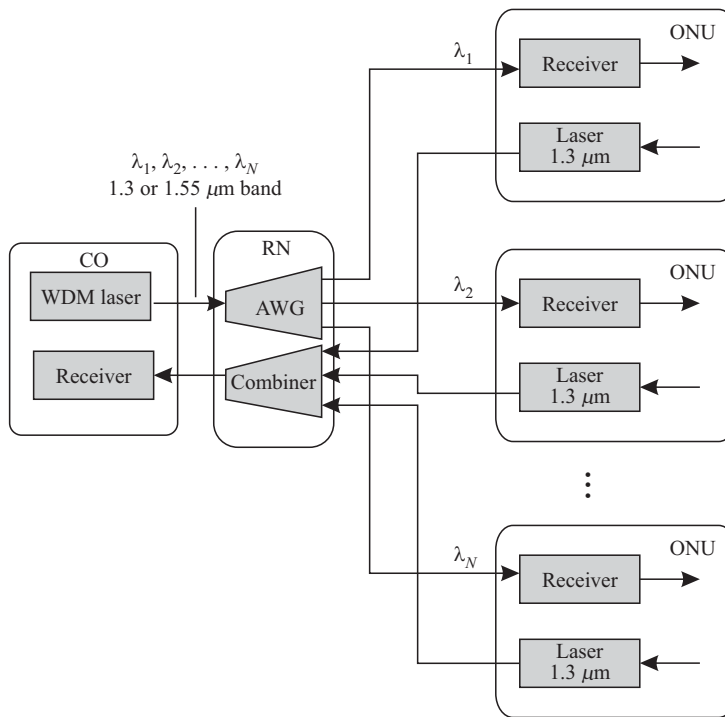 ONU
Receiver
λ1
Laser
1.3 μm
λ1, λ2, . . . , λN
1.3 or 1.55 μm band
CO
RN
ONU
WDM laser
AWG
λ2
Receiver
Receiver
Combiner
Laser
1.3 μm
ONU
λN
Receiver
Laser
1.3 μm